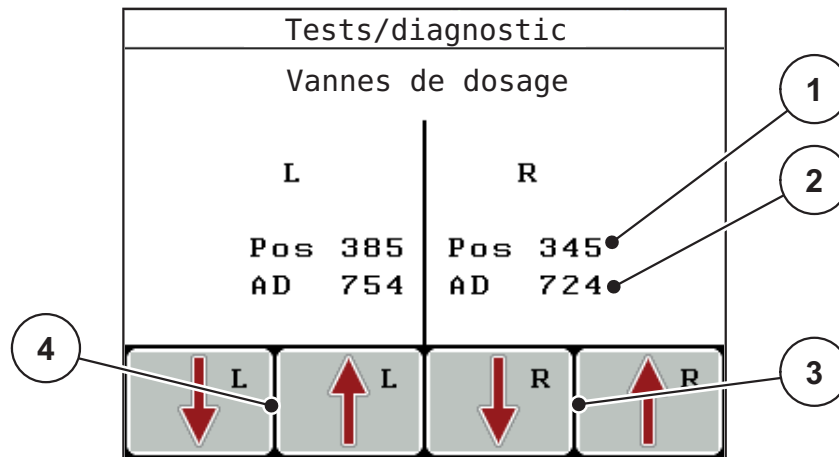 Tests/diagnostic
Vannes de dosage
1
L R
2
Pos 385 Pos 345
AD 754 AD 724
4
L L R R
3